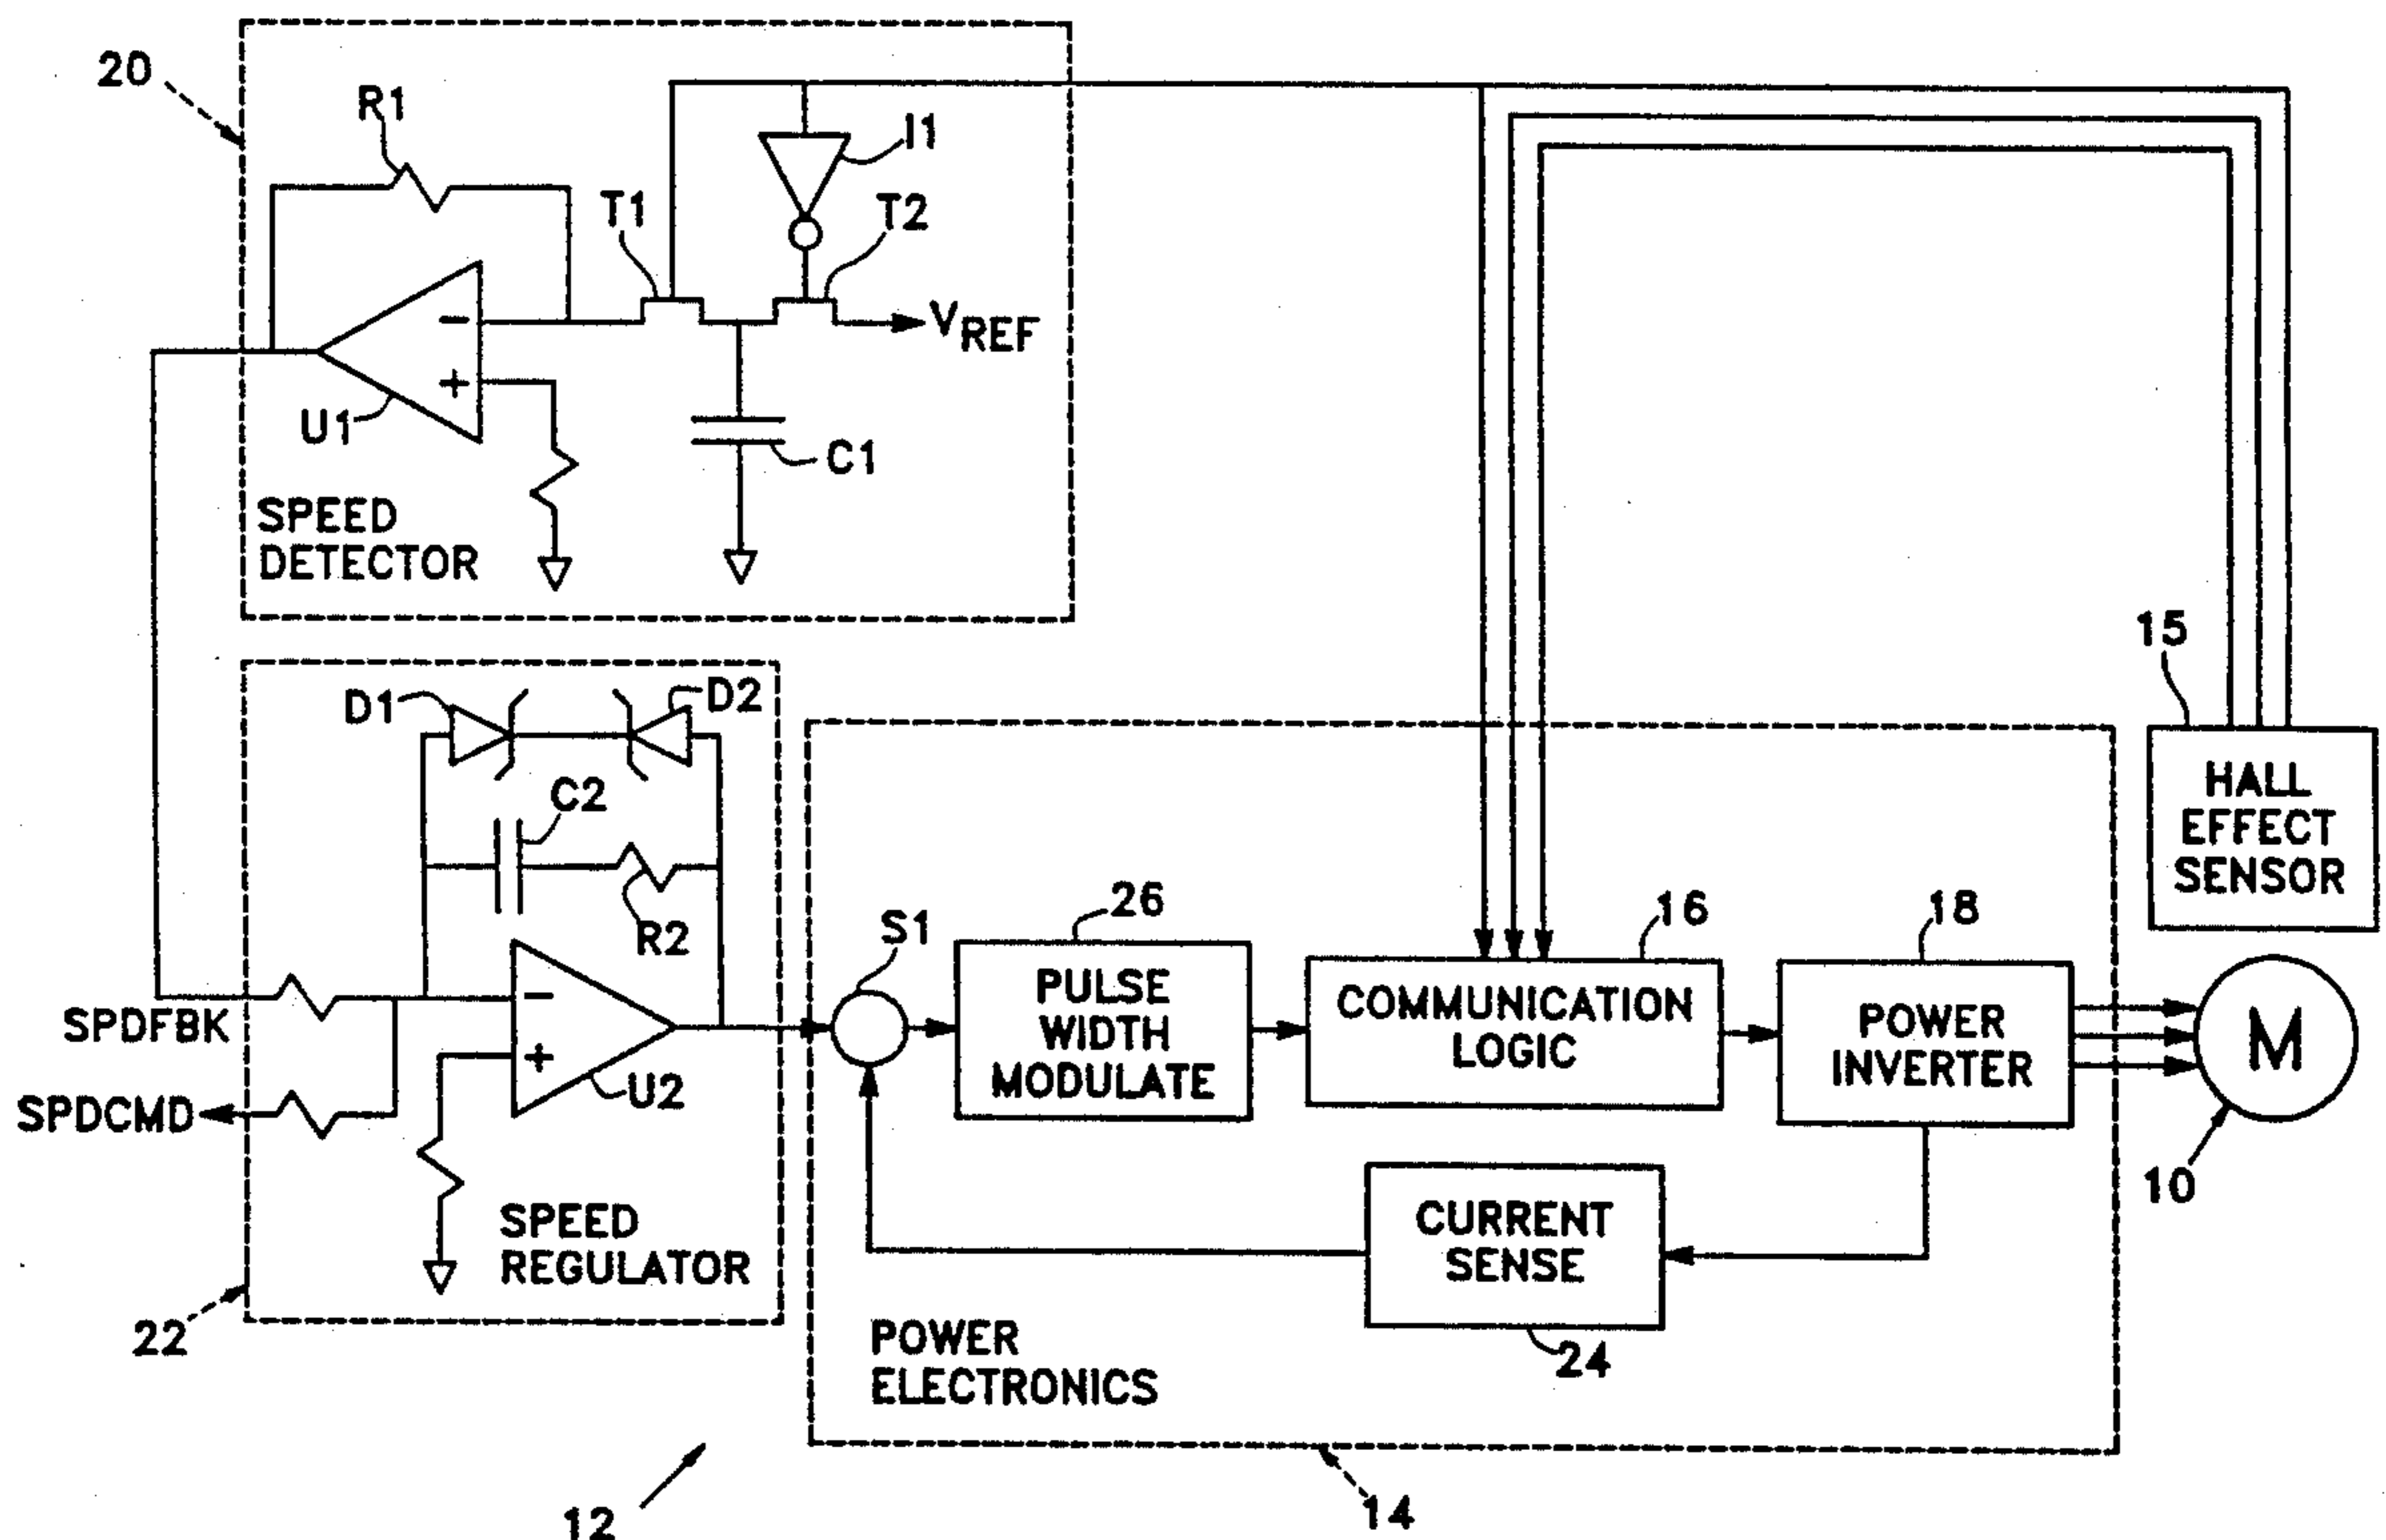 20
R1
I1
T1
T2
VREF
-
+
U1
C1
SPEED
DETECTOR
15
D1
D2
C2
R2
HALL
EFFECT
SENSOR
S1
26
16
18
PULSE
WIDTH
MODULATE
COMMUNICATION
LOGIC
POWER
INVERTER
M
SPDFBK
-
+
SPDCMD
U2
10
SPEED
REGULATOR
CURRENT
SENSE
22
24
POWER
ELECTRONICS
12
14